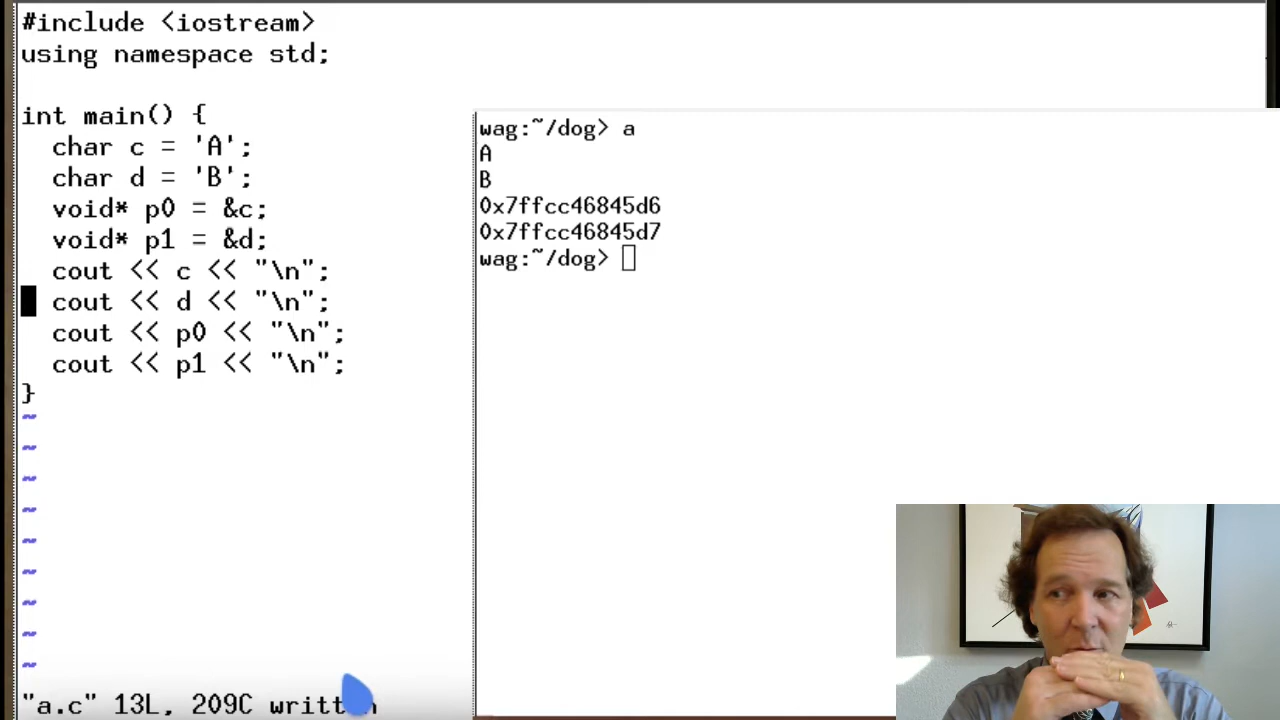 #include <iostream>
using namespace std;
int main() {
  char c = 'A';
  char d = 'B';
  void* p0 = &c;
  void* p1 = &d;
  cout << c << "\n";
  cout << d << "\n";
  cout << p0 << "\n";
  cout << p1 << "\n";
}
~
~
~
~
~
~
~
~
~
"a.c" 13L, 209C written
wag:~/dog> a
A
B
0x7ffcc46845d6
0x7ffcc46845d7
wag:~/dog>